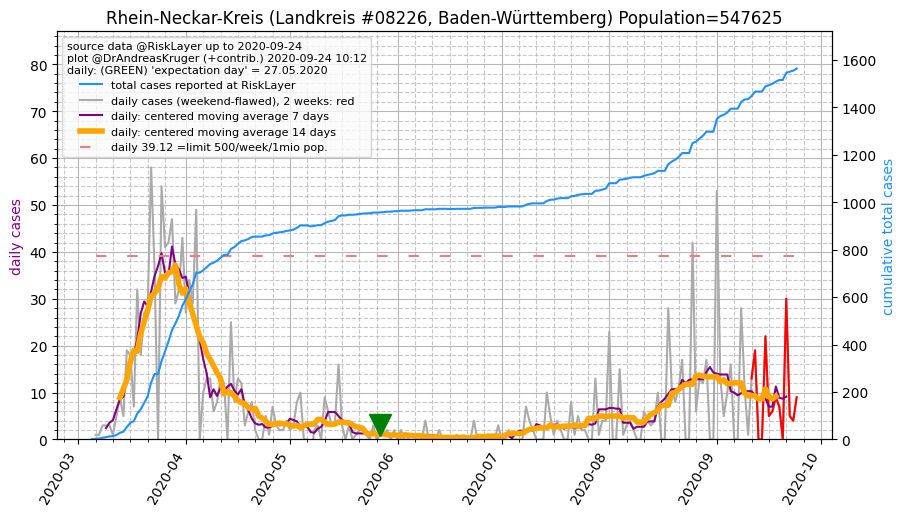 Rhein-Neckar-Kreis (Landkreis #08226, Baden-Württemberg) Population=547625
source data @RiskLayer up to 2020-09-24
plot @DrAndreasKruger (+contrib.) 2020-09-24 10:12
daily: (GREEN) 'expectation day' = 27.05.2020
total cases reported at RiskLayer
daily cases (weekend-flawed), 2 weeks: red
daily: centered moving average 7 days
daily: centered moving average 14 days
daily 39.12 =limit 500/week/1mio pop.
daily cases
80
70
60
50
40
30
20
10
0
1600
1400
1200
1000
800
600
400
200
0
cumulative total cases
2020-03
2020-04
2020-05
2020-06
2020-07
2020-08
2020-09
2020-10